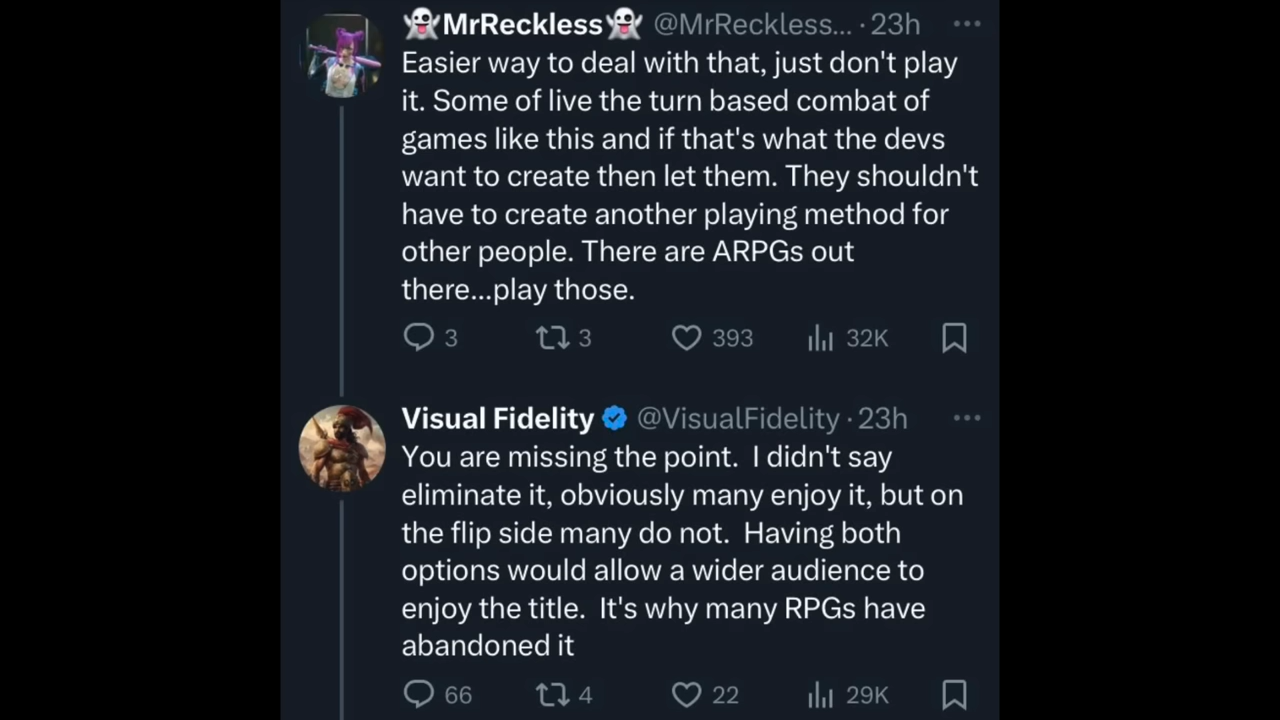 👻MrReckless👻 @MrReckless... · 23h
Easier way to deal with that, just don't play
it. Some of live the turn based combat of
games like this and if that's what the devs
want to create then let them. They shouldn't
have to create another playing method for
other people. There are ARPGs out
there...play those.
3 3 393 32K
Visual Fidelity @VisualFidelity · 23h
You are missing the point.  I didn't say
eliminate it, obviously many enjoy it, but on
the flip side many do not.  Having both
options would allow a wider audience to
enjoy the title.  It's why many RPGs have
abandoned it
66 4 22 29K